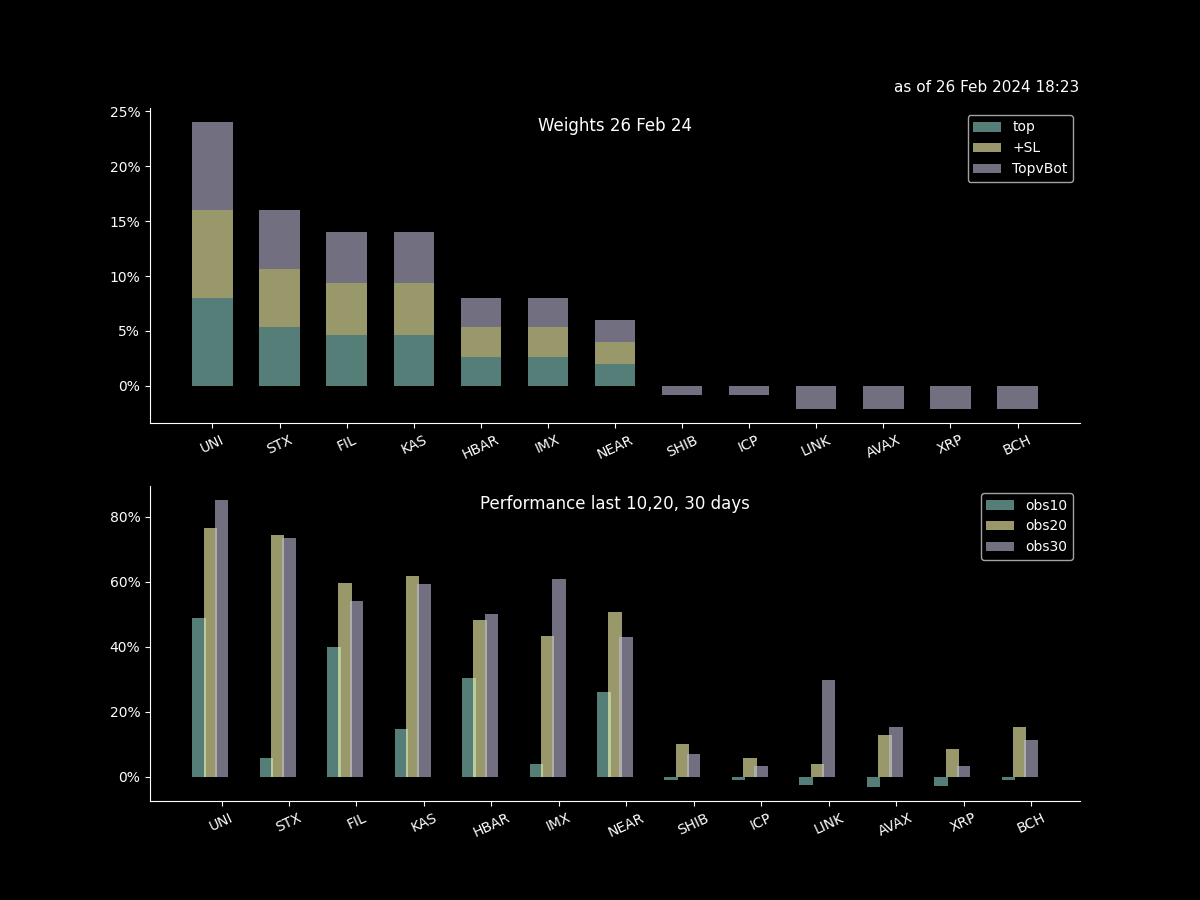 as of 26 Feb 2024 18:23
Weights 26 Feb 24
top
+SL
TopvBot
25%
20%
15%
10%
5%
0%
UNI STX FIL KAS HBAR IMX NEAR SHIB ICP LINK AVAX XRP BCH
Performance last 10,20, 30 days
obs10
obs20
obs30
80%
60%
40%
20%
0%
UNI STX FIL KAS HBAR IMX NEAR SHIB ICP LINK AVAX XRP BCH